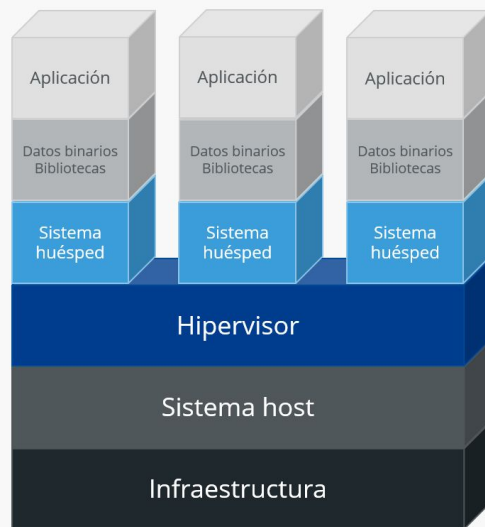 Aplicación
Aplicación
Aplicación
Datos binarios
Bibliotecas
Datos binarios
Bibliotecas
Datos binarios
Bibliotecas
Sistema
huésped
Sistema
huésped
Sistema
huésped
Hipervisor
Sistema host
Infraestructura